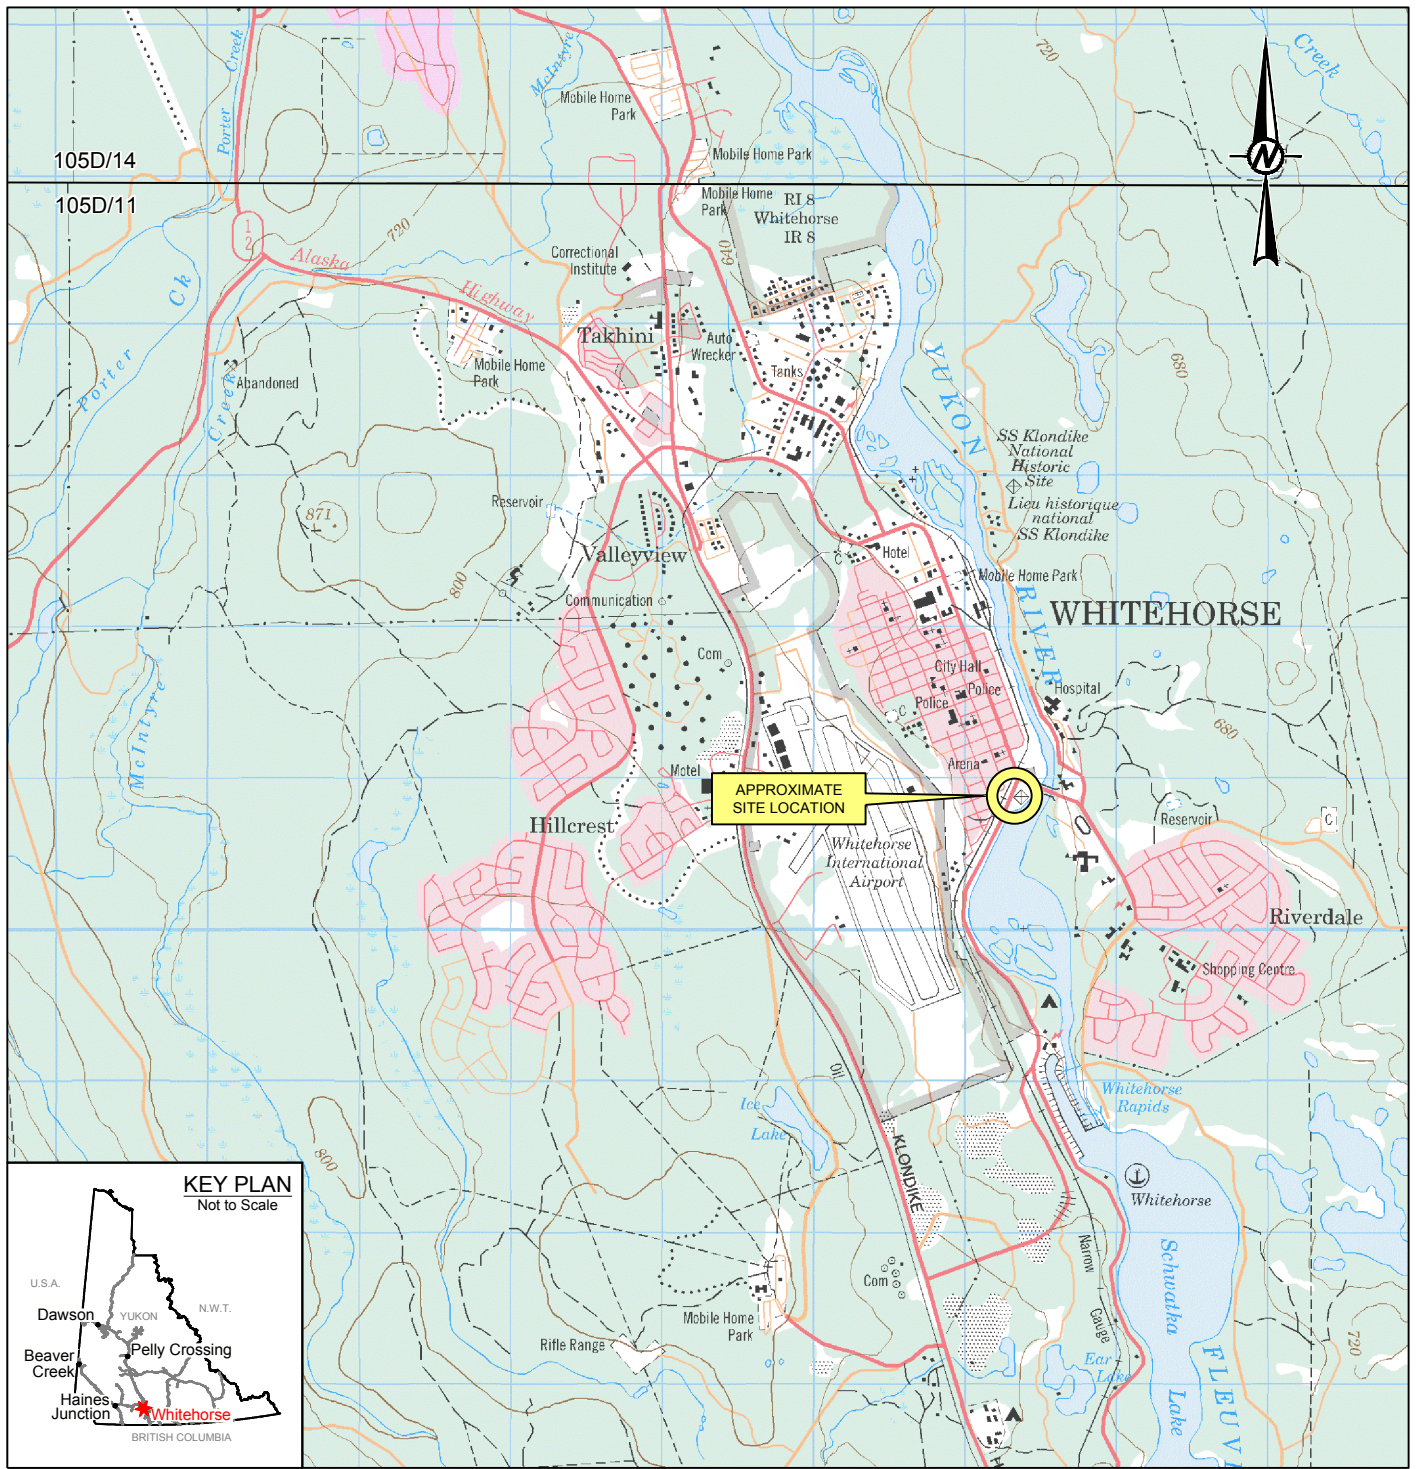 Creek
Porter
McIntyre
Mobile Home
Park
720
Creek
N
105D/14
105D/11
Mobile Home Park
Mobile Home
Park
RI 8
Whitehorse
IR 8
1
2
720
Alaska
Highway
Correctional
Institute
640
Porter Ck
Takhini
Auto
Wrecker
Mobile Home
Park
Tanks
Abandoned
Creek
680
YUKON
RIVER
SS Klondike
National
Historic
Site
Lieu historique
national
SS Klondike
871
Reservoir
Valleyview
800
Communication
Com
C
Hotel
Mobile Home Park
WHITEHORSE
City Hall
Police
Police
C
Hospital
680
McIntyre
Arena
Motel
APPROXIMATE
SITE LOCATION
Hillcrest
Whitehorse
International
Airport
Reservoir
C
Riverdale
Shopping Centre
HG
Whitehorse
Rapids
Ice
Lake
KLONDIKE
Whitehorse
800
Narrow
Gauge
Schwatka
Lake
FLEUV
Com
Ear
Lake
720
Mobile Home
Park
Rifle Range
H
KEY PLAN
Not to Scale
U.S.A.
N.W.T.
Dawson
YUKON
Pelly Crossing
Beaver
Creek
Haines
Junction
Whitehorse
BRITISH COLUMBIA